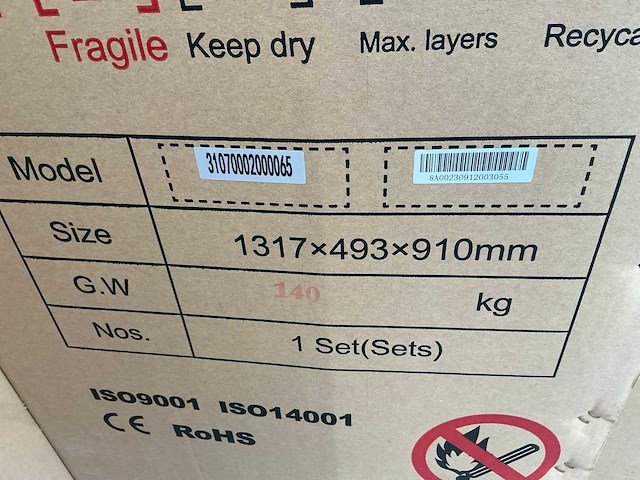 Fragile Keep dry Max. layers Recyca
Model 31070002000065 8A00230912003055
Size 1317×493×910mm
G.W 140 kg
Nos. 1 Set(Sets)
ISO9001 ISO14001
CE RoHS